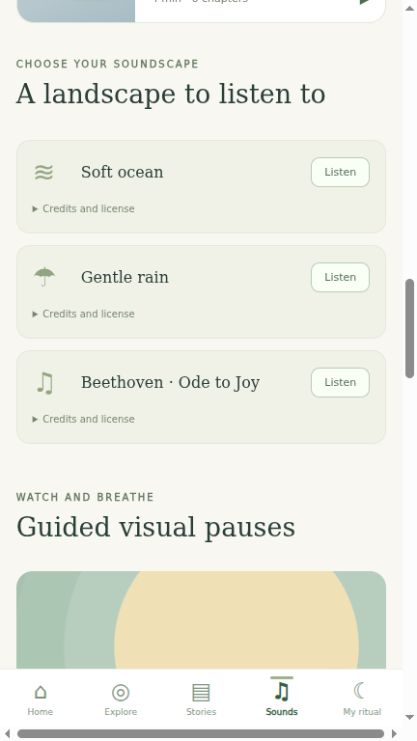 CHOOSE YOUR SOUNDSCAPE
A landscape to listen to
Soft ocean
Listen
Credits and license
Gentle rain
Listen
Credits and license
Beethoven · Ode to Joy
Listen
Credits and license
WATCH AND BREATHE
Guided visual pauses
Home
Explore
Stories
Sounds
My ritual